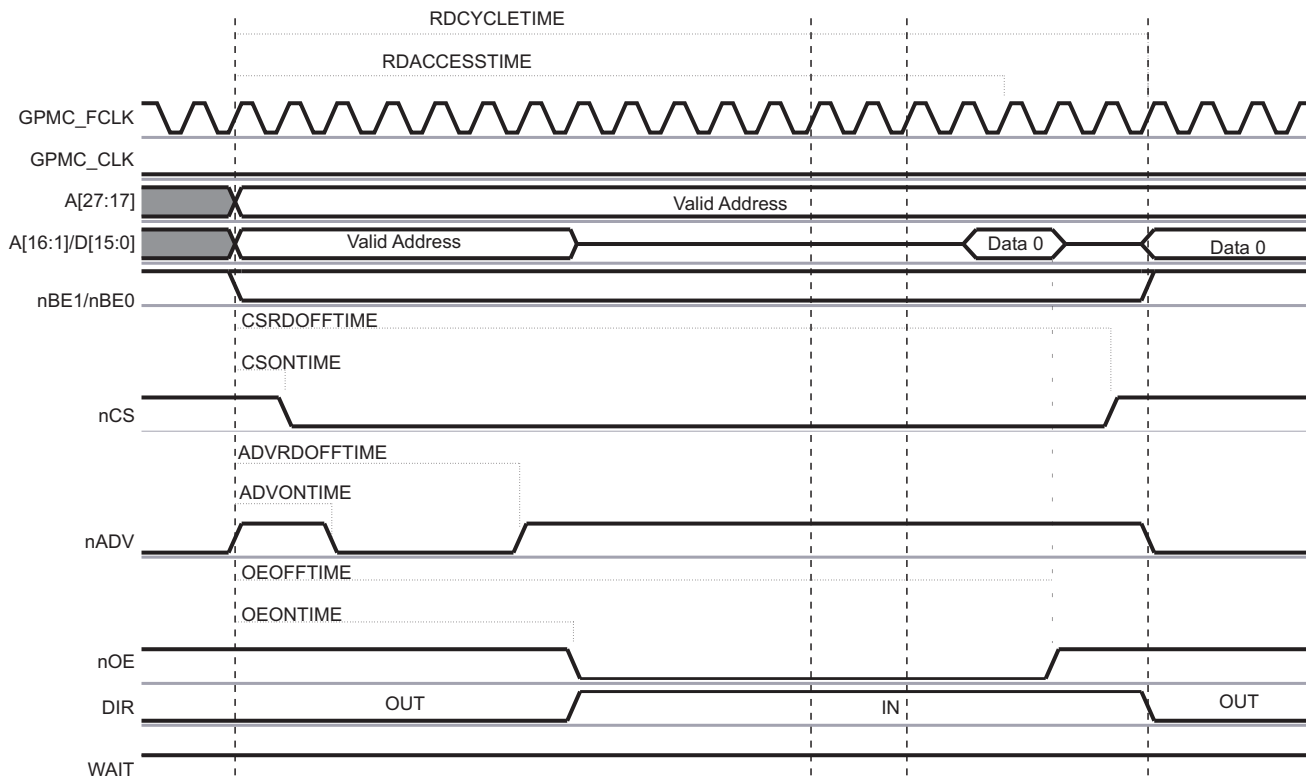 RDCYCLETIME
RDACCESSTIME
GPMC_FCLK
GPMC_CLK
A[27:17] Valid Address
A[16:1]/D[15:0] Valid Address Data 0 Data 0
nBE1/nBE0
CSRDOFFTIME
CSONTIME
nCS
ADVRDOFFTIME
ADVONTIME
nADV
OEOFFTIME
OEONTIME
nOE
DIR OUT IN OUT
WAIT